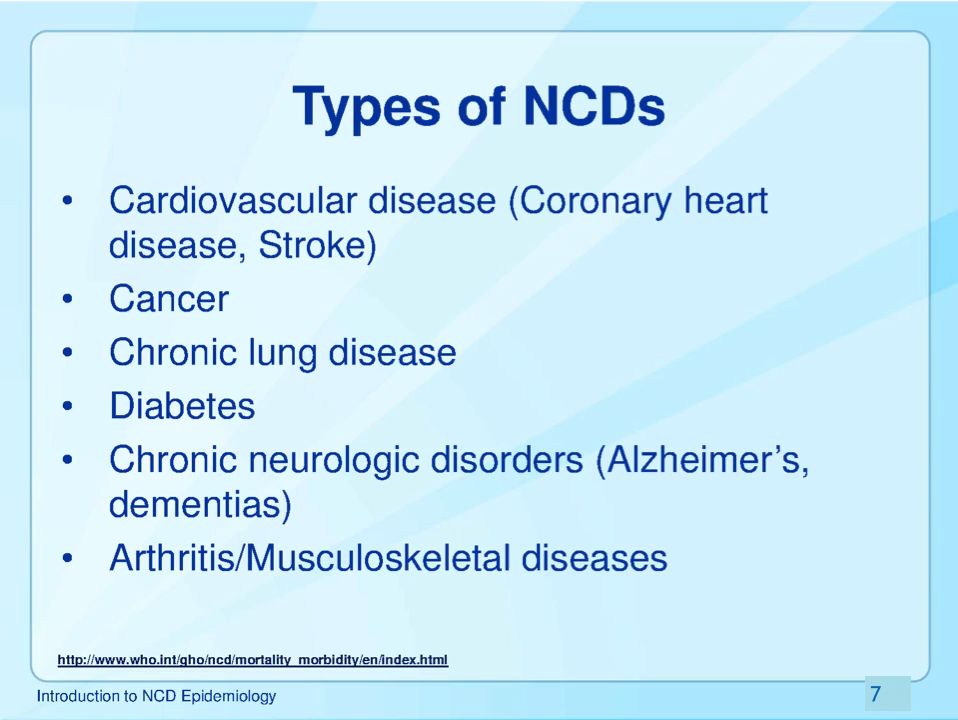 Types of NCDs
• Cardiovascular disease (Coronary heart
disease, Stroke)
• Cancer
• Chronic lung disease
• Diabetes
• Chronic neurologic disorders (Alzheimer’s,
dementias)
• Arthritis/Musculoskeletal diseases
http://www.who.int/gho/ncd/mortality_morbidity/en/index.html
Introduction to NCD Epidemiology
7